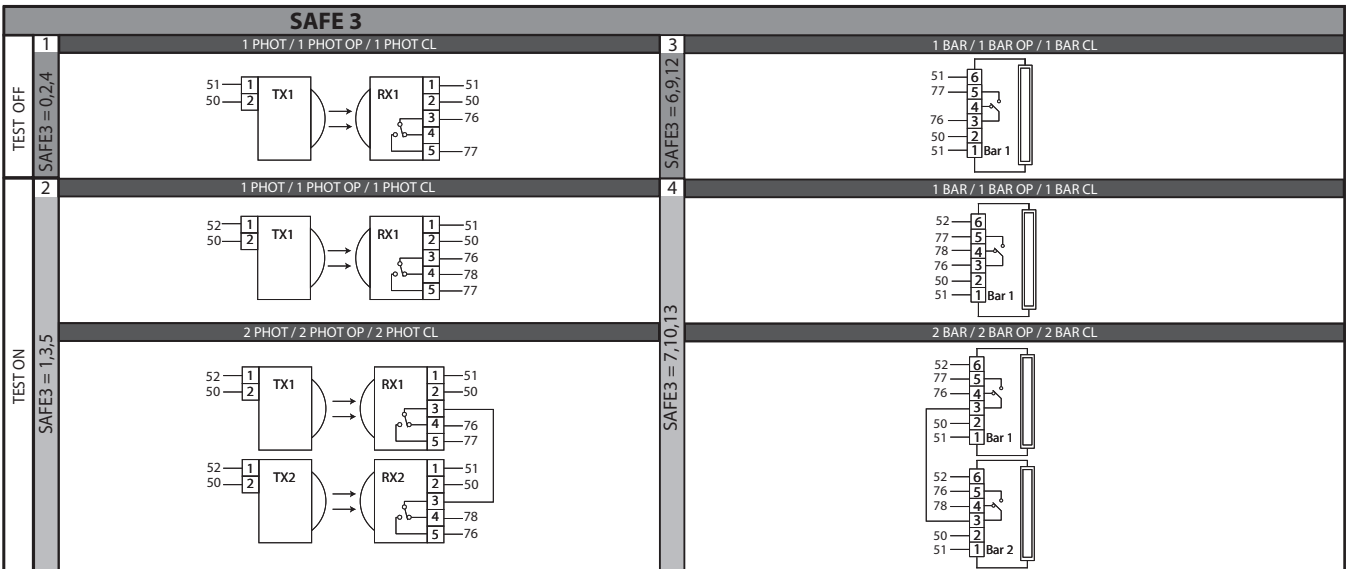 SAFE 3
TEST OFF
SAFE3 = 0,2,4
1
1 PHOT / 1 PHOT OP / 1 PHOT CL
51 1
50 2
TX1
RX1
1 51
2 50
3 76
4
5 77
3
SAFE3 = 6,9,12
1 BAR / 1 BAR OP / 1 BAR CL
51 6
77 5
4
76 3
50 2
51 1 Bar 1
TEST ON
SAFE3 = 1,3,5
2
1 PHOT / 1 PHOT OP / 1 PHOT CL
52 1
50 2
TX1
RX1
1 51
2 50
3 76
4 78
5 77
2 PHOT / 2 PHOT OP / 2 PHOT CL
52 1
50 2
TX1
RX1
1 51
2 50
3
4 76
5 77
52 1
50 2
TX2
RX2
1 51
2 50
3
4 78
5 76
4
SAFE3 = 7,10,13
1 BAR / 1 BAR OP / 1 BAR CL
52 6
77 5
78 4
76 3
50 2
51 1 Bar 1
2 BAR / 2 BAR OP / 2 BAR CL
52 6
77 5
76 4
3
50 2
51 1 Bar 1
52 6
76 5
78 4
3
50 2
51 1 Bar 2